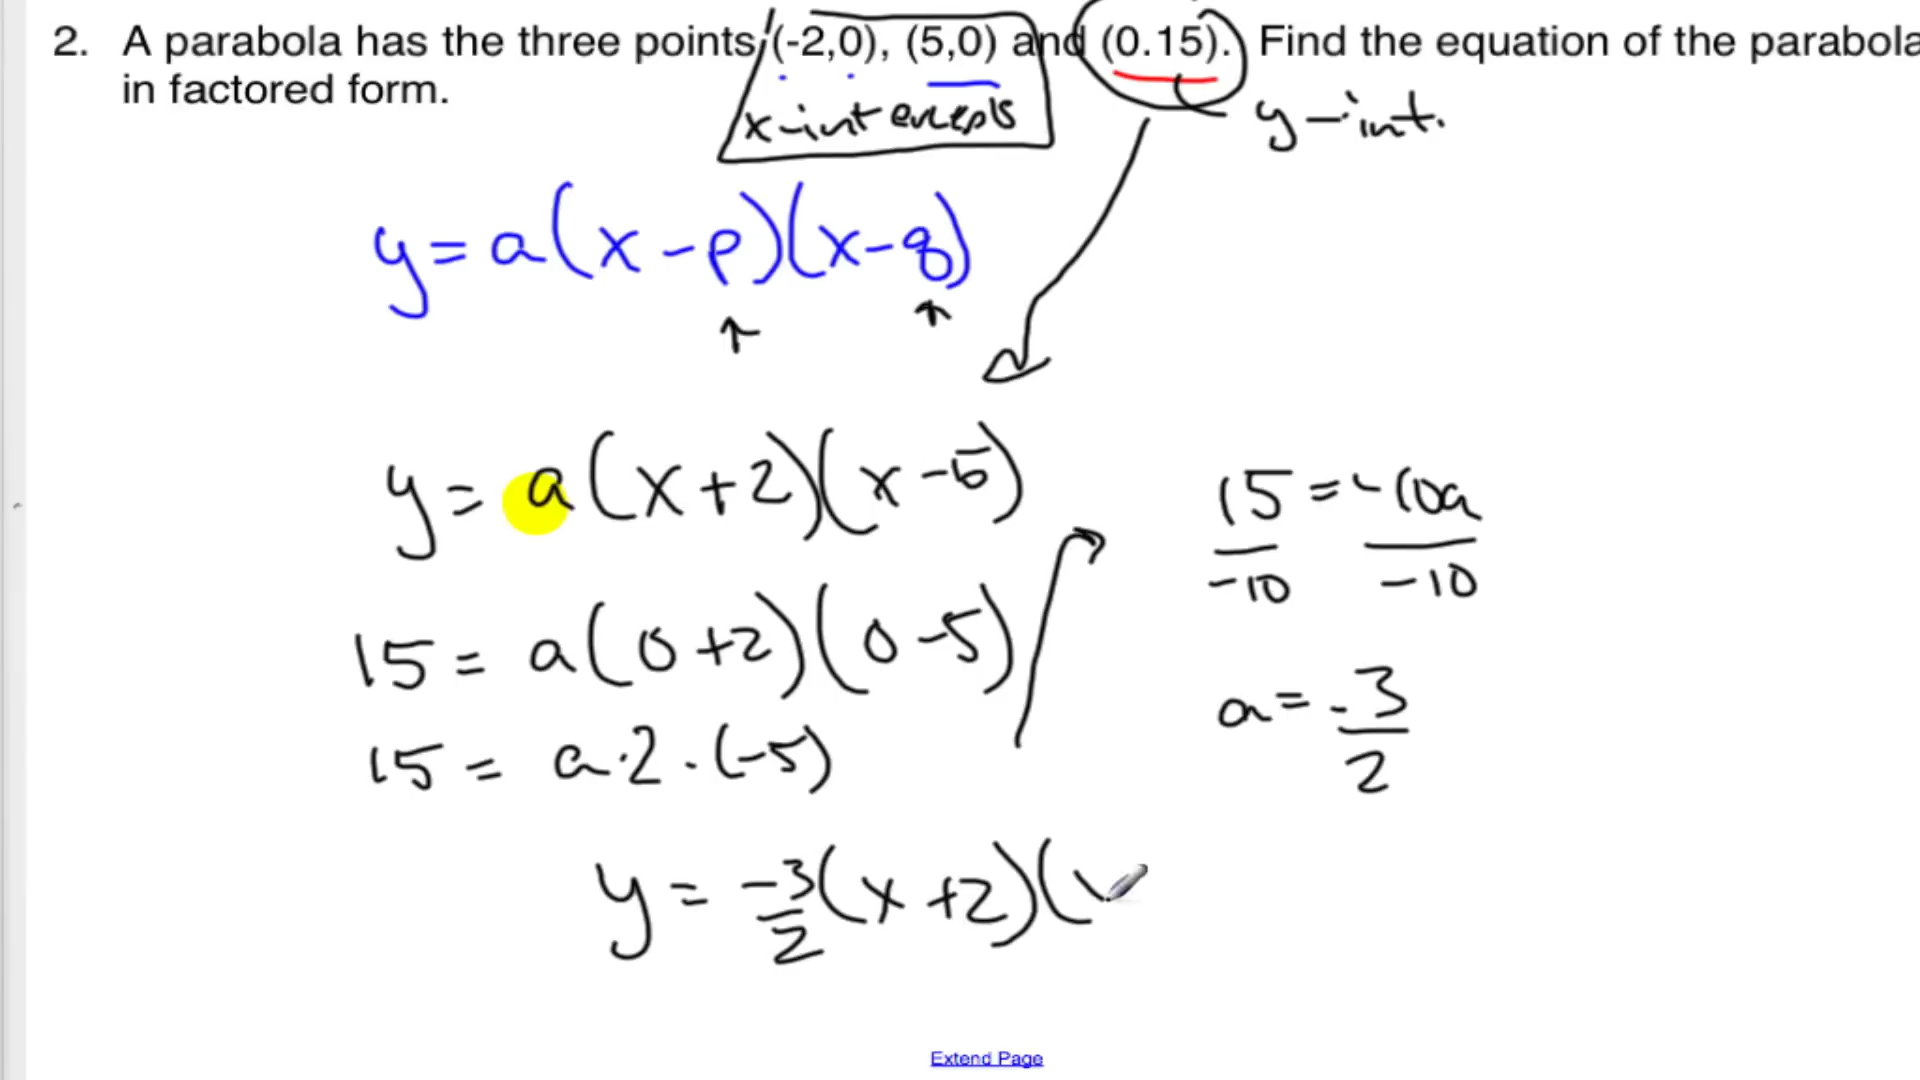 2. A parabola has the three points (-2,0), (5,0) and (0.15). Find the equation of the parabola
in factored form.
x-intercepts
y-int.
y=a(x-p)(x-q)
y=a(x+2)(x-5)
15=a(0+2)(0-5)
15=a·2·(-5)
15=-10a
-10 -10
a=-3/2
y=-3/2(x+2)(x
Extend Page